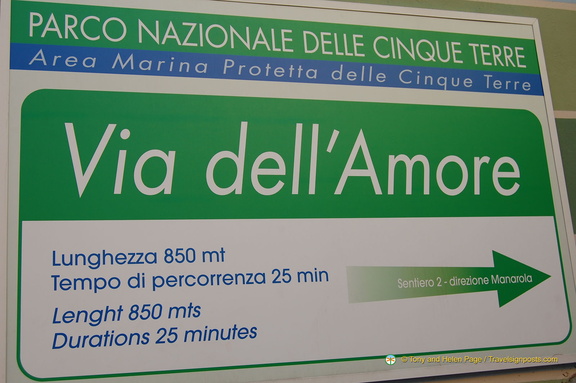 PARCO NAZIONALE DELLE CINQUE TERRE
Area Marina Protetta delle Cinque Terre
Via dell'Amore
Lunghezza 850 mt
Tempo di percorrenza 25 min
Lenght 850 mts
Durations 25 minutes
Sentiero 2 - direzione Manarola
© Tony and Helen Page / Travelsignposts.com